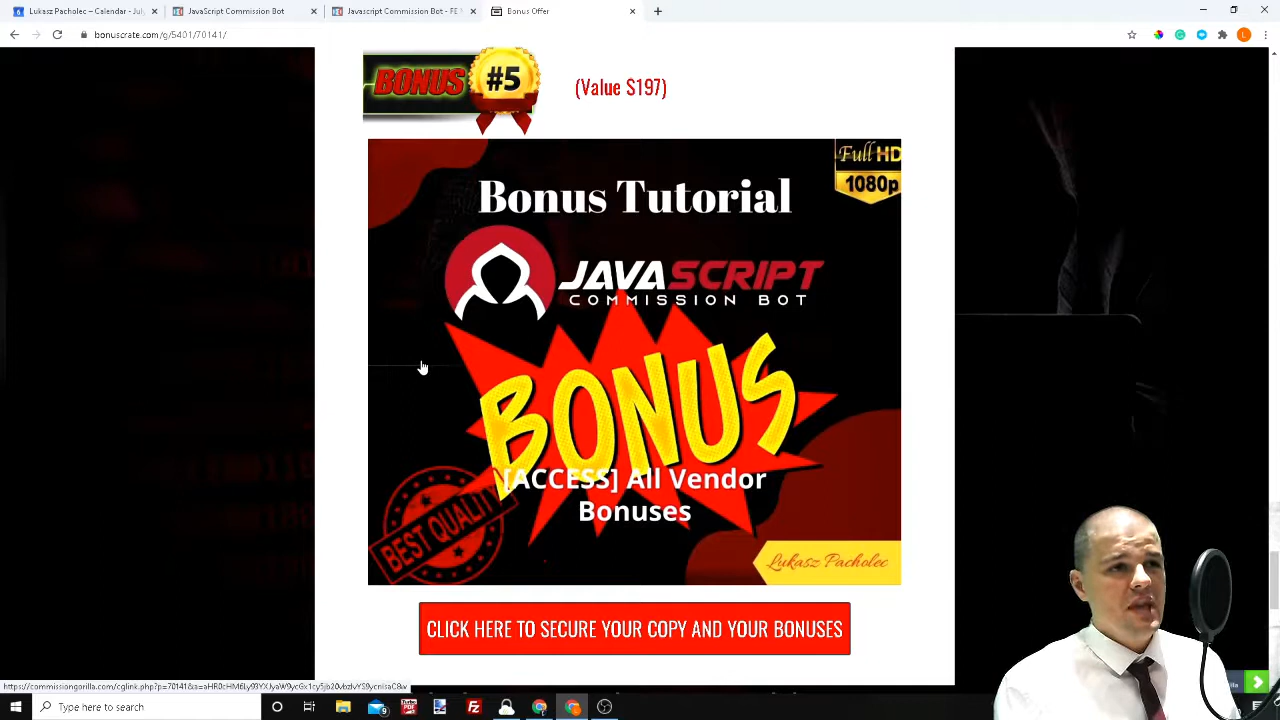 Lukasz Pacholec – Calendar - July
JavaScript Commission Bot
Javascript Commission Bot - FE
Bonus Offer
bonuscrate.com/g/5401/70141/
BONUS #5
(Value $197)
Full HD
1080p
Bonus Tutorial
JAVASCRIPT
COMMISSION BOT
BONUS
[ACCESS] All Vendor
Bonuses
BEST QUALITY
Lukasz Pacholec
CLICK HERE TO SECURE YOUR COPY AND YOUR BONUSES
Type here to search